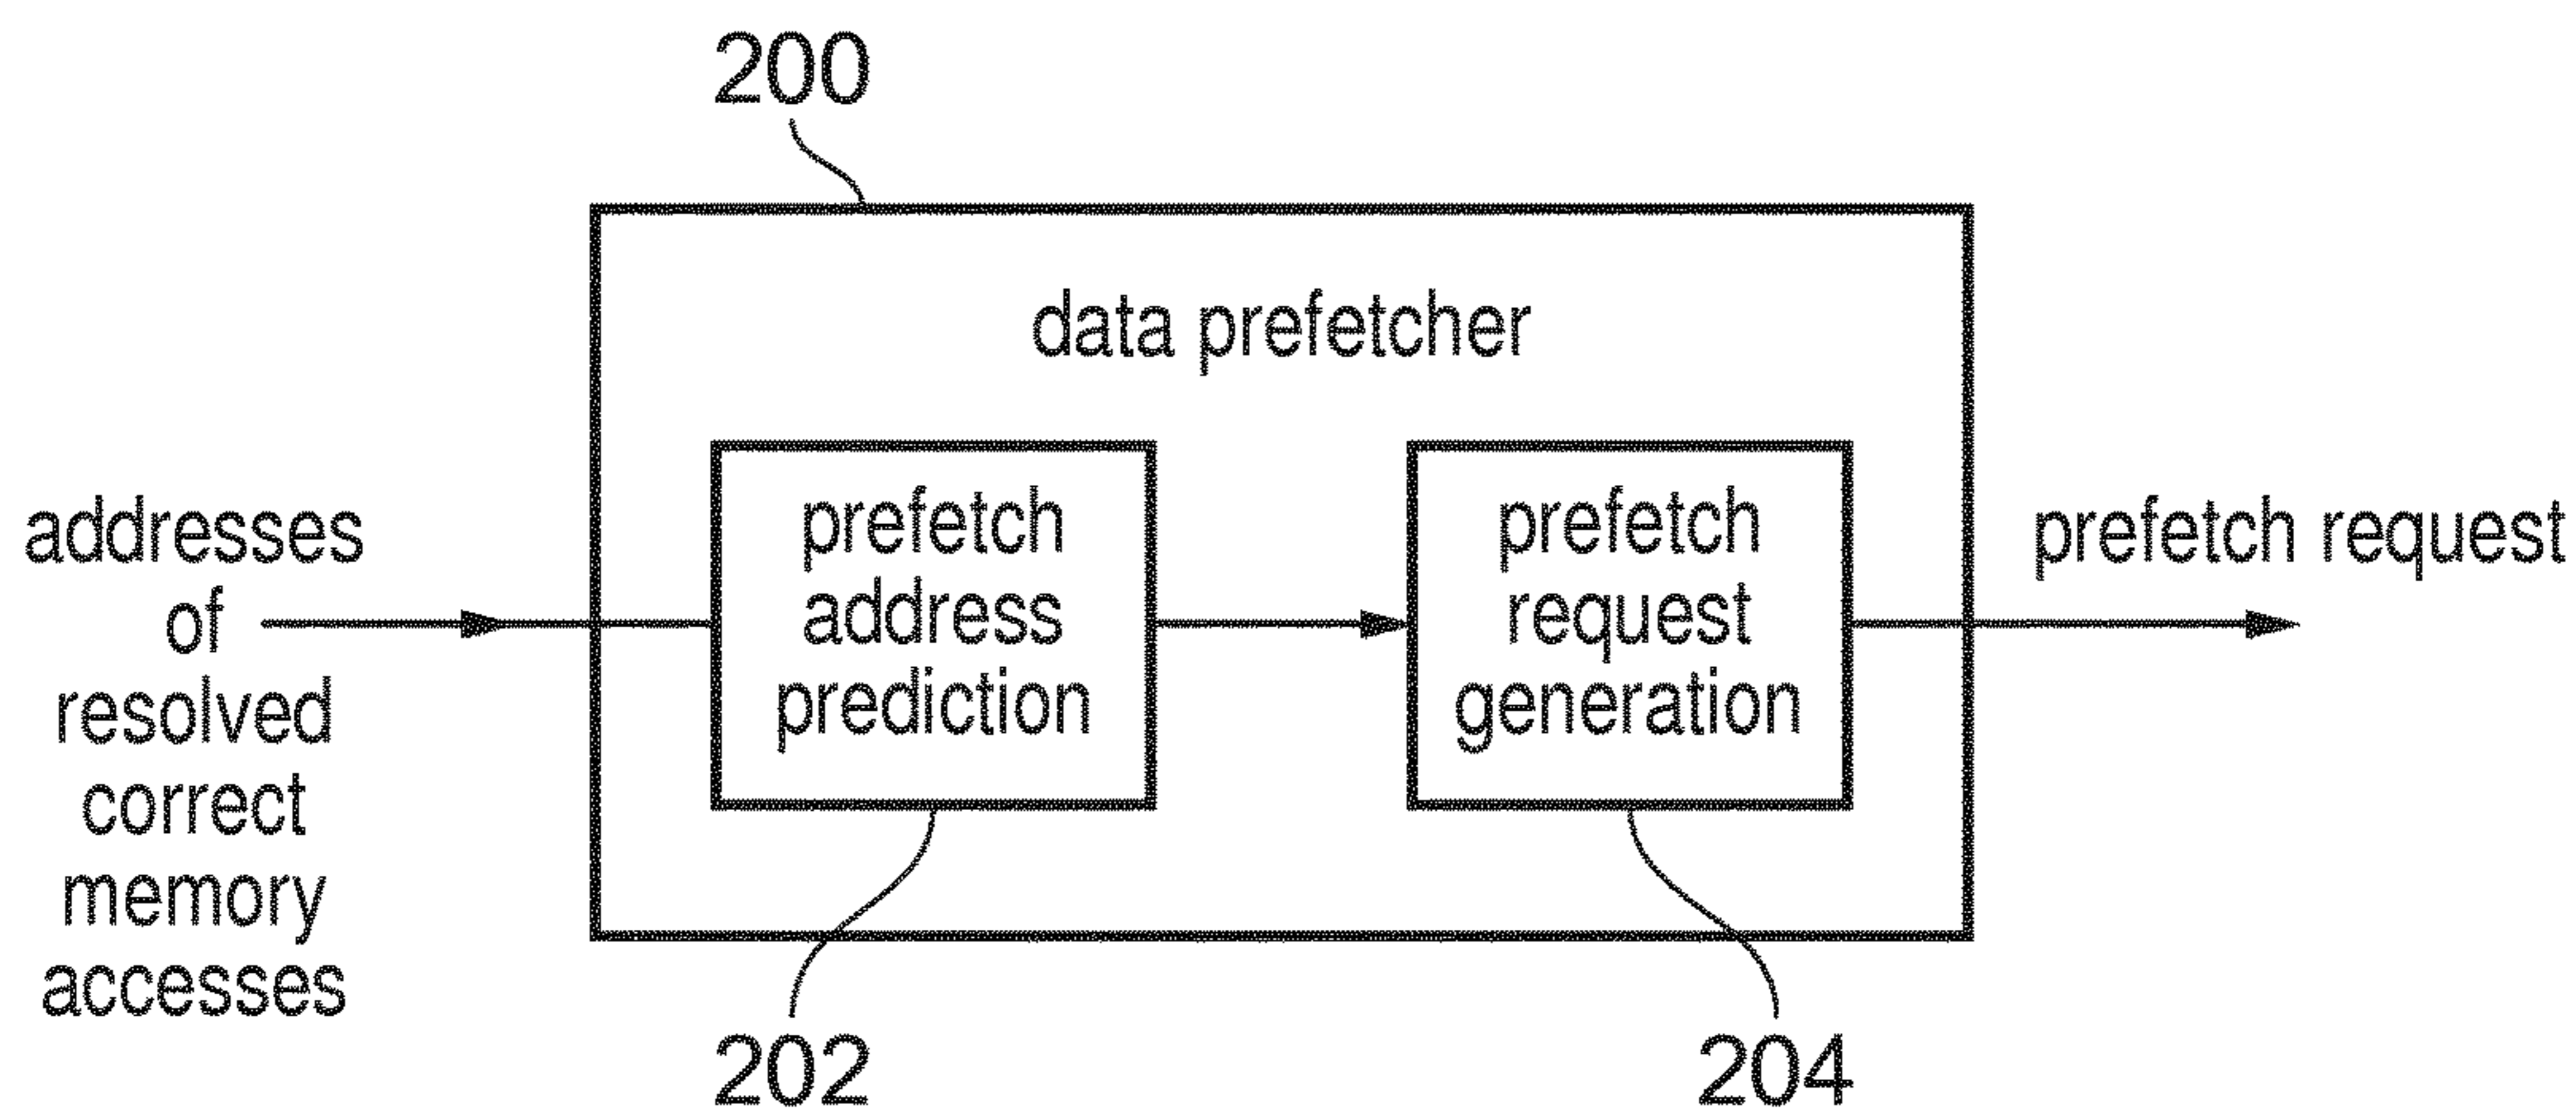 200
data prefetcher
addresses
of
resolved
correct
memory
accesses
prefetch
address
prediction
prefetch
request
generation
prefetch request
202
204